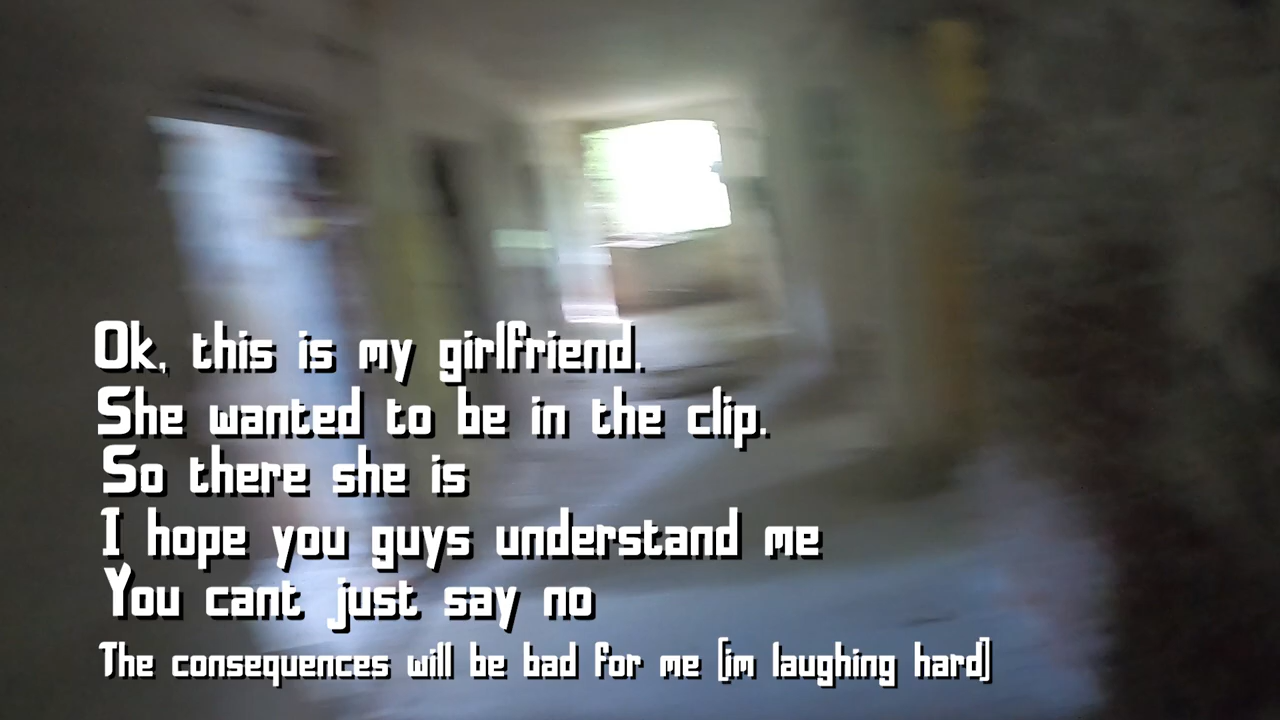 Ok, this is my girlfriend.
She wanted to be in the clip.
So there she is
I hope you guys understand me
You cant just say no
The consequences will be bad for me (im laughing hard)